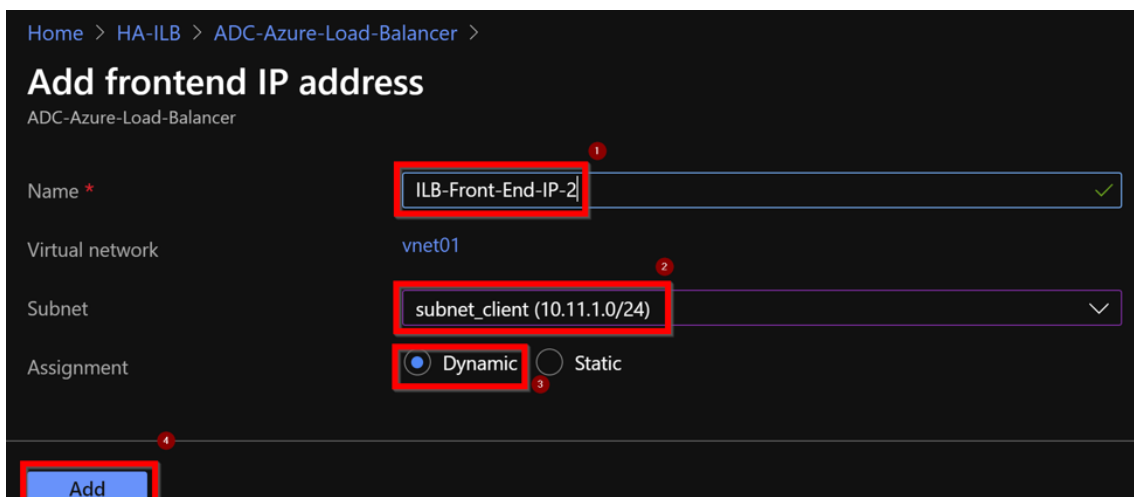 Home > HA-ILB > ADC-Azure-Load-Balancer >
Add frontend IP address
ADC-Azure-Load-Balancer
1
Name * ILB-Front-End-IP-2
Virtual network vnet01
2
Subnet subnet_client (10.11.1.0/24)
Assignment Dynamic Static
3
4
Add